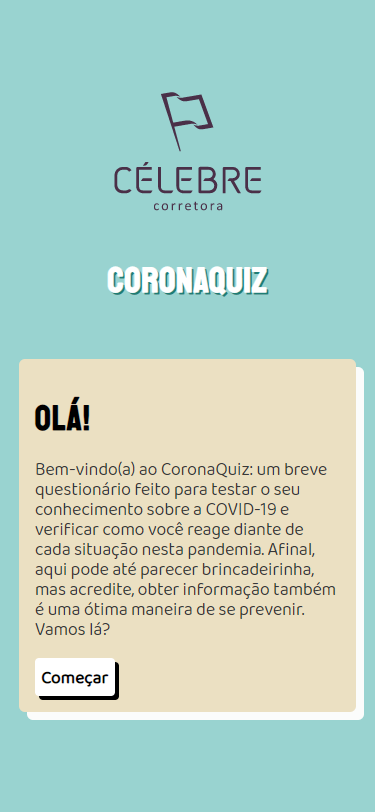 CÉLEBRE
corretora
CORONAQUIZ
OLÁ!
Bem-vindo(a) ao CoronaQuiz: um breve
questionário feito para testar o seu
conhecimento sobre a COVID-19 e
verificar como você reage diante de
cada situação nesta pandemia. Afinal,
aqui pode até parecer brincadeirinha,
mas acredite, obter informação também
é uma ótima maneira de se prevenir.
Vamos lá?
Começar